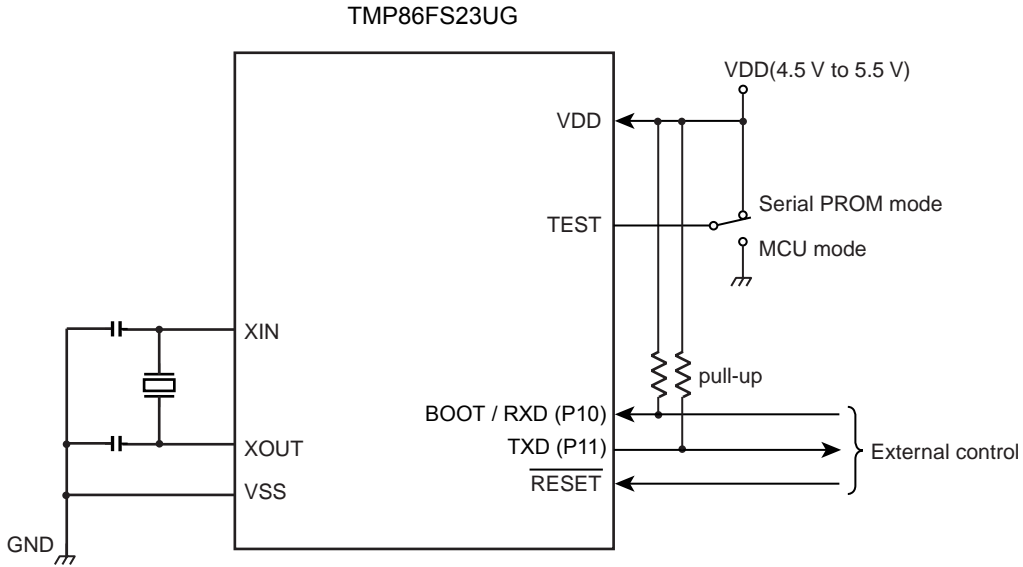 TMP86FS23UG
VDD(4.5 V to 5.5 V)
VDD
Serial PROM mode
TEST
MCU mode
XIN
pull-up
BOOT / RXD (P10)
XOUT
TXD (P11)
External control
RESET
VSS
GND